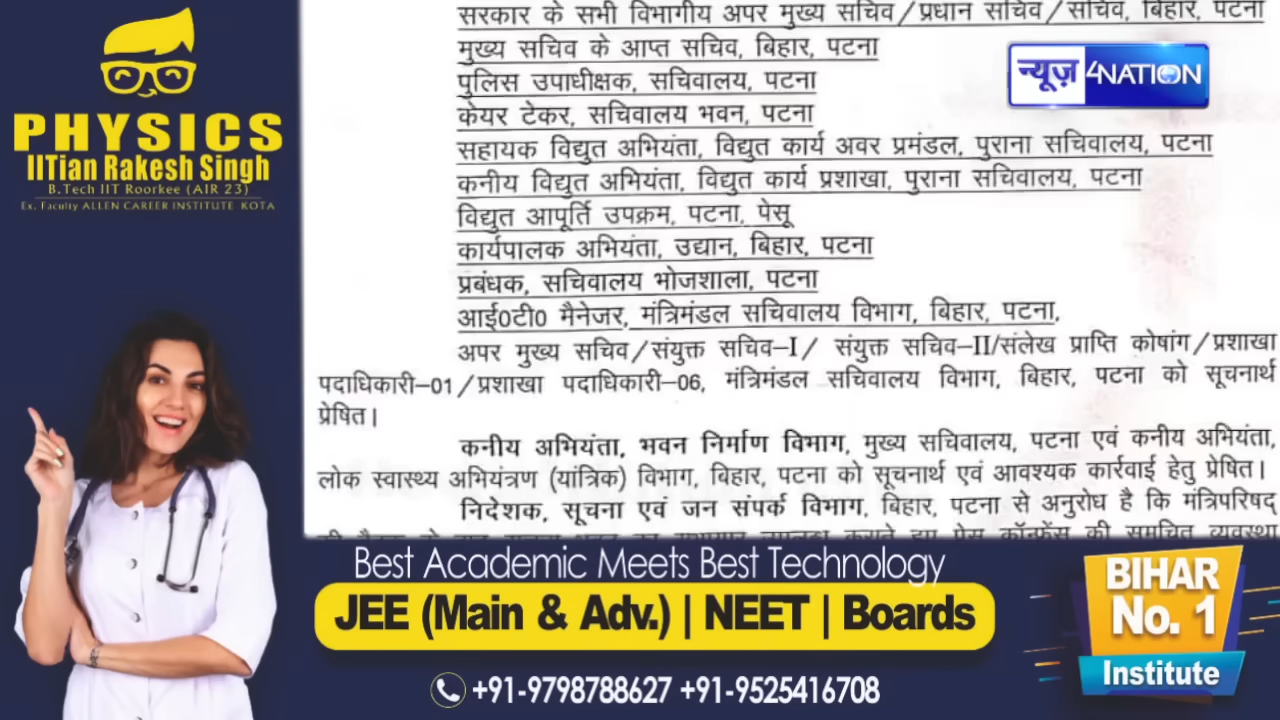 PHYSICS
IITian Rakesh Singh
B.Tech IIT Roorkee (AIR 23)
Ex. Faculty ALLEN CAREER INSTITUTE KOTA
न्यूज़ 4NATION
सरकार के सभी विभागीय अपर मुख्य सचिव/प्रधान सचिव/सचिव, बिहार, पटना
मुख्य सचिव के आप्त सचिव, बिहार, पटना
पुलिस उपाधीक्षक, सचिवालय, पटना
केयर टेकर, सचिवालय भवन, पटना
सहायक विद्युत अभियंता, विद्युत कार्य अवर प्रमंडल, पुराना सचिवालय, पटना
कनीय विद्युत अभियंता, विद्युत कार्य प्रशाखा, पुराना सचिवालय, पटना
विद्युत आपूर्ति उपक्रम, पटना, पेसू
कार्यपालक अभियंता, उद्यान, बिहार, पटना
प्रबंधक, सचिवालय भोजशाला, पटना
आई0टी0 मैनेजर, मंत्रिमंडल सचिवालय विभाग, बिहार, पटना,
अपर मुख्य सचिव/संयुक्त सचिव-I/ संयुक्त सचिव-II/संलेख प्राप्ति कोषांग/प्रशाखा
पदाधिकारी-01/प्रशाखा पदाधिकारी-06, मंत्रिमंडल सचिवालय विभाग, बिहार, पटना को सूचनार्थ
प्रेषित।
कनीय अभियंता, भवन निर्माण विभाग, मुख्य सचिवालय, पटना एवं कनीय अभियंता,
लोक स्वास्थ्य अभियंत्रण (यांत्रिक) विभाग, बिहार, पटना को सूचनार्थ एवं आवश्यक कार्रवाई हेतु प्रेषित।
निदेशक, सूचना एवं जन संपर्क विभाग, बिहार, पटना से अनुरोध है कि मंत्रिपरिषद्
प्रेस कॉन्फ्रेंस की समुचित व्यवस्था
Best Academic Meets Best Technology
JEE (Main & Adv.) | NEET | Boards
+91-9798788627 +91-9525416708
BIHAR
No. 1
Institute